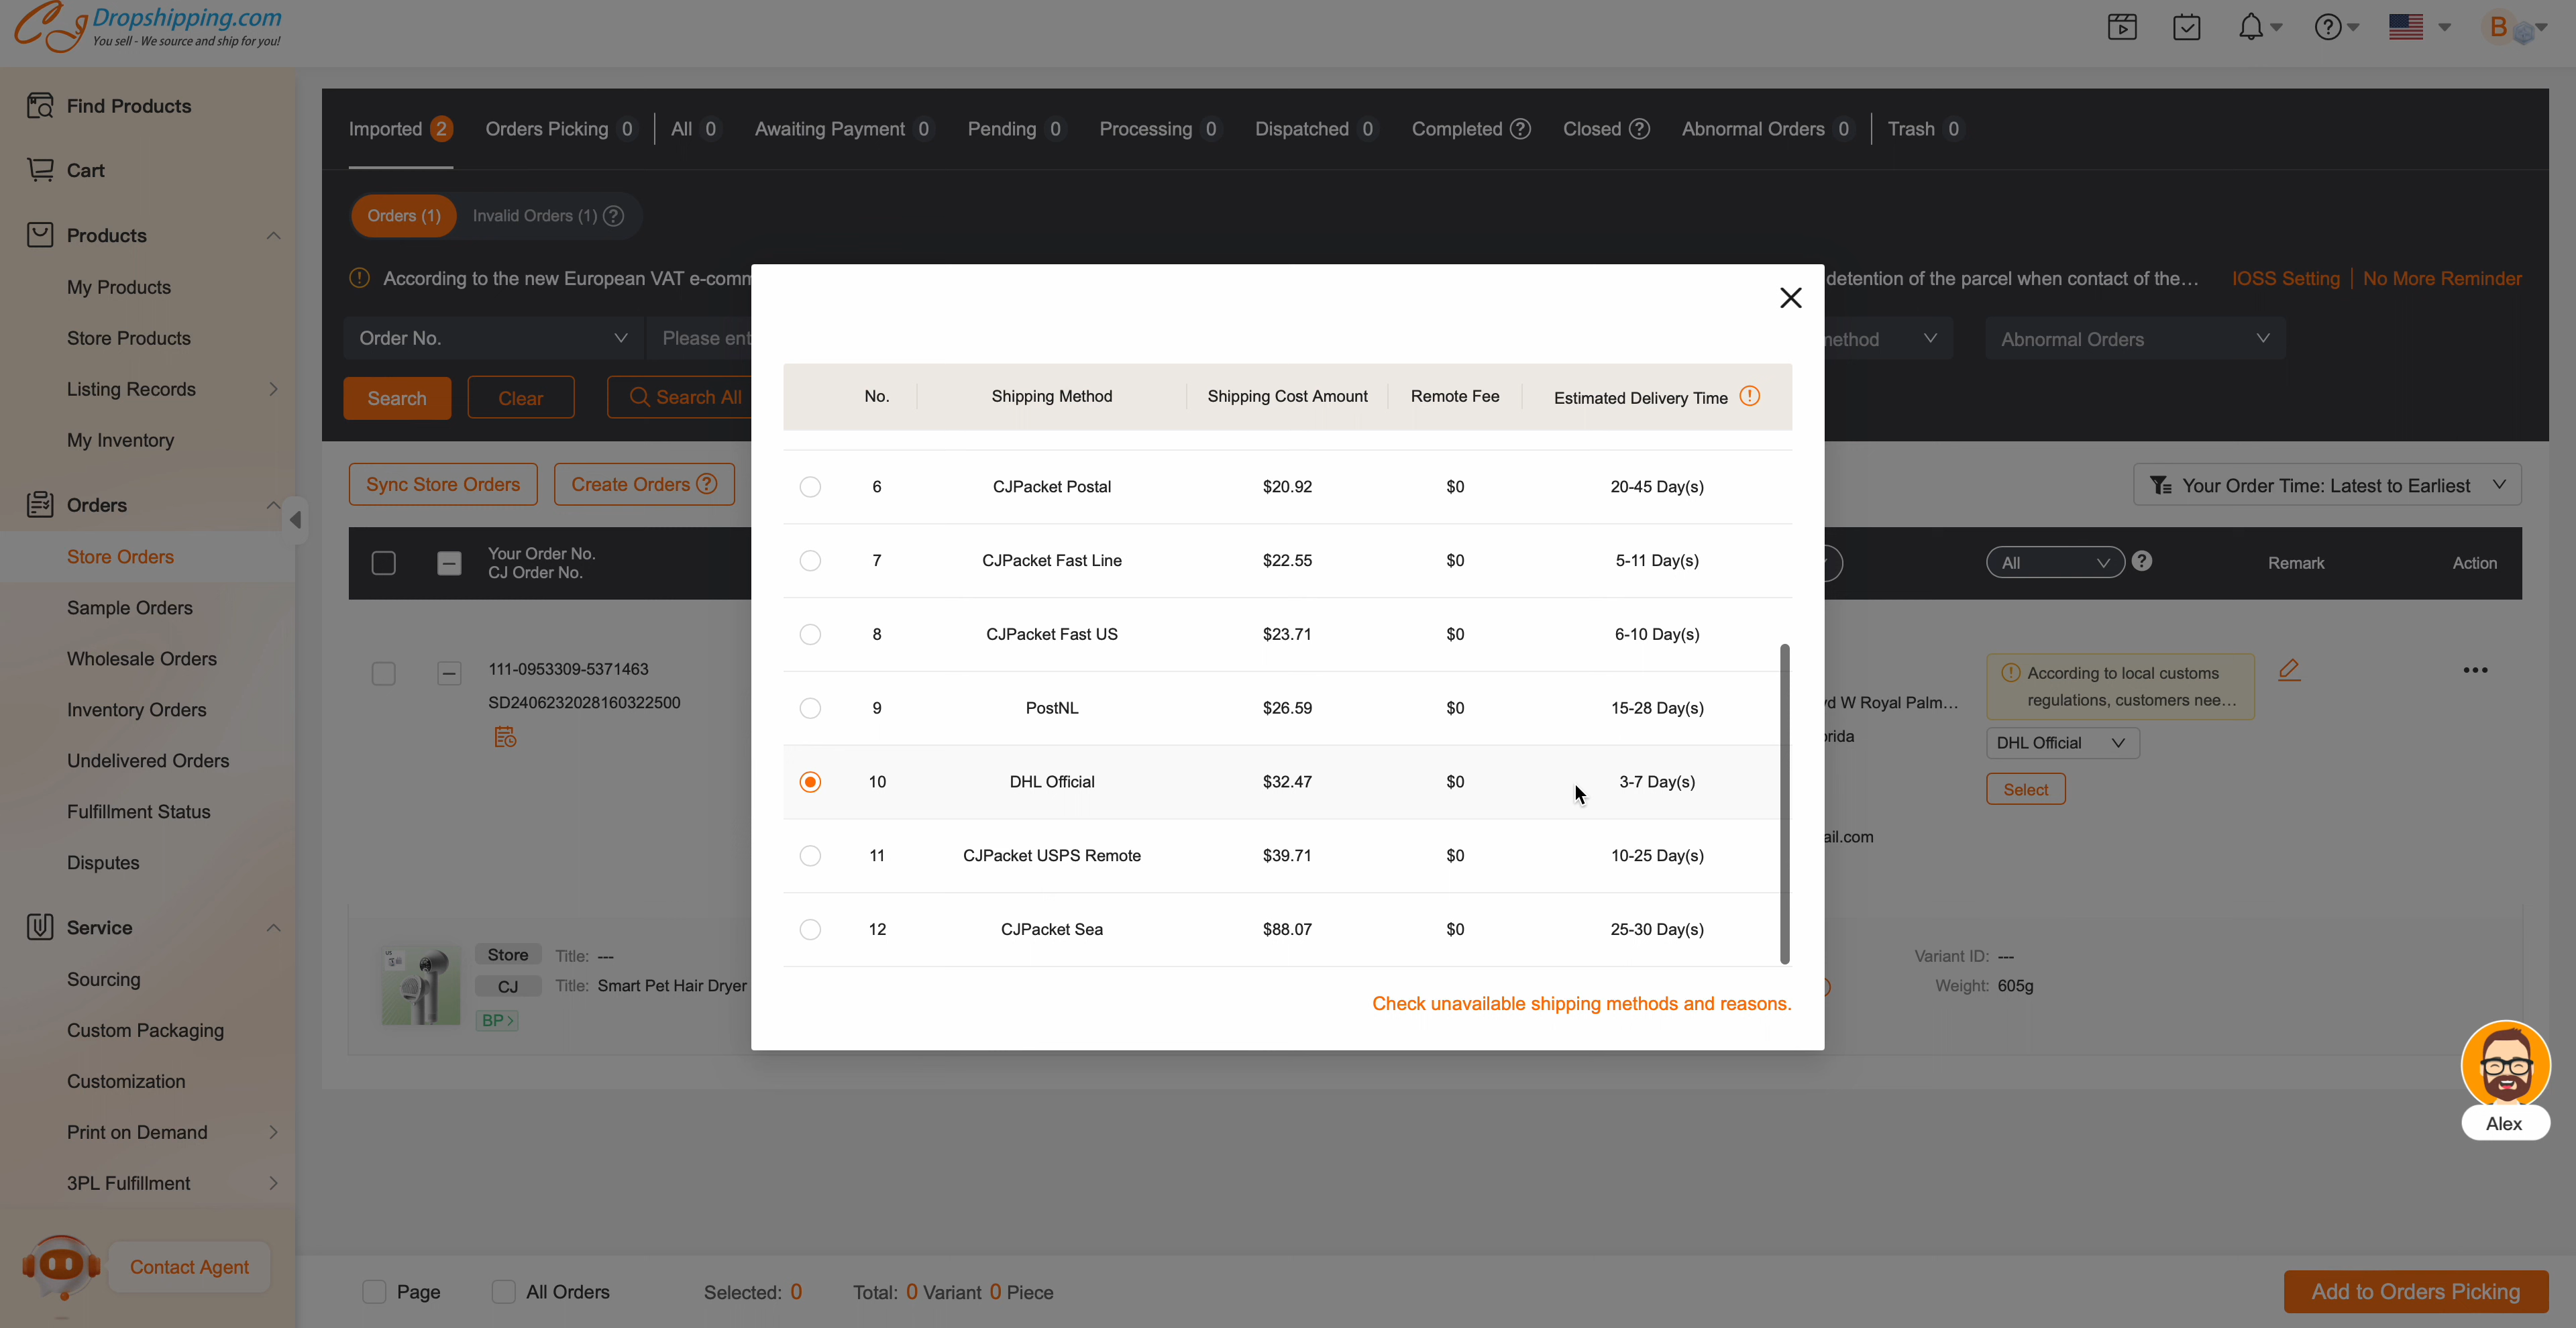 CJ Dropshipping.com
You sell - We source and ship for you!
B
Find Products
Cart
Products
My Products
Store Products
Listing Records
My Inventory
Orders
Store Orders
Sample Orders
Wholesale Orders
Inventory Orders
Undelivered Orders
Fulfillment Status
Disputes
Service
Sourcing
Custom Packaging
Customization
Print on Demand
3PL Fulfillment
Contact Agent
Imported 2 Orders Picking 0 All 0 Awaiting Payment 0 Pending 0 Processing 0 Dispatched 0 Completed Closed Abnormal Orders 0 Trash 0
Orders (1) Invalid Orders (1)
According to the new European VAT e-comm detention of the parcel when contact of the... IOSS Setting No More Reminder
Order No. Please ent method Abnormal Orders
Search Clear Search All
Sync Store Orders Create Orders Your Order Time: Latest to Earliest
Your Order No.
CJ Order No.
All Remark Action
111-0953309-5371463
SD2406232028160322500
d W Royal Palm...
rida
ail.com
According to local customs
regulations, customers nee...
DHL Official
Select
Store Title: ---
CJ Title: Smart Pet Hair Dryer
BP>
Variant ID: ---
Weight: 605g
No. Shipping Method Shipping Cost Amount Remote Fee Estimated Delivery Time
6 CJPacket Postal $20.92 $0 20-45 Day(s)
7 CJPacket Fast Line $22.55 $0 5-11 Day(s)
8 CJPacket Fast US $23.71 $0 6-10 Day(s)
9 PostNL $26.59 $0 15-28 Day(s)
10 DHL Official $32.47 $0 3-7 Day(s)
11 CJPacket USPS Remote $39.71 $0 10-25 Day(s)
12 CJPacket Sea $88.07 $0 25-30 Day(s)
Check unavailable shipping methods and reasons.
Alex
Page All Orders Selected: 0 Total: 0 Variant 0 Piece
Add to Orders Picking